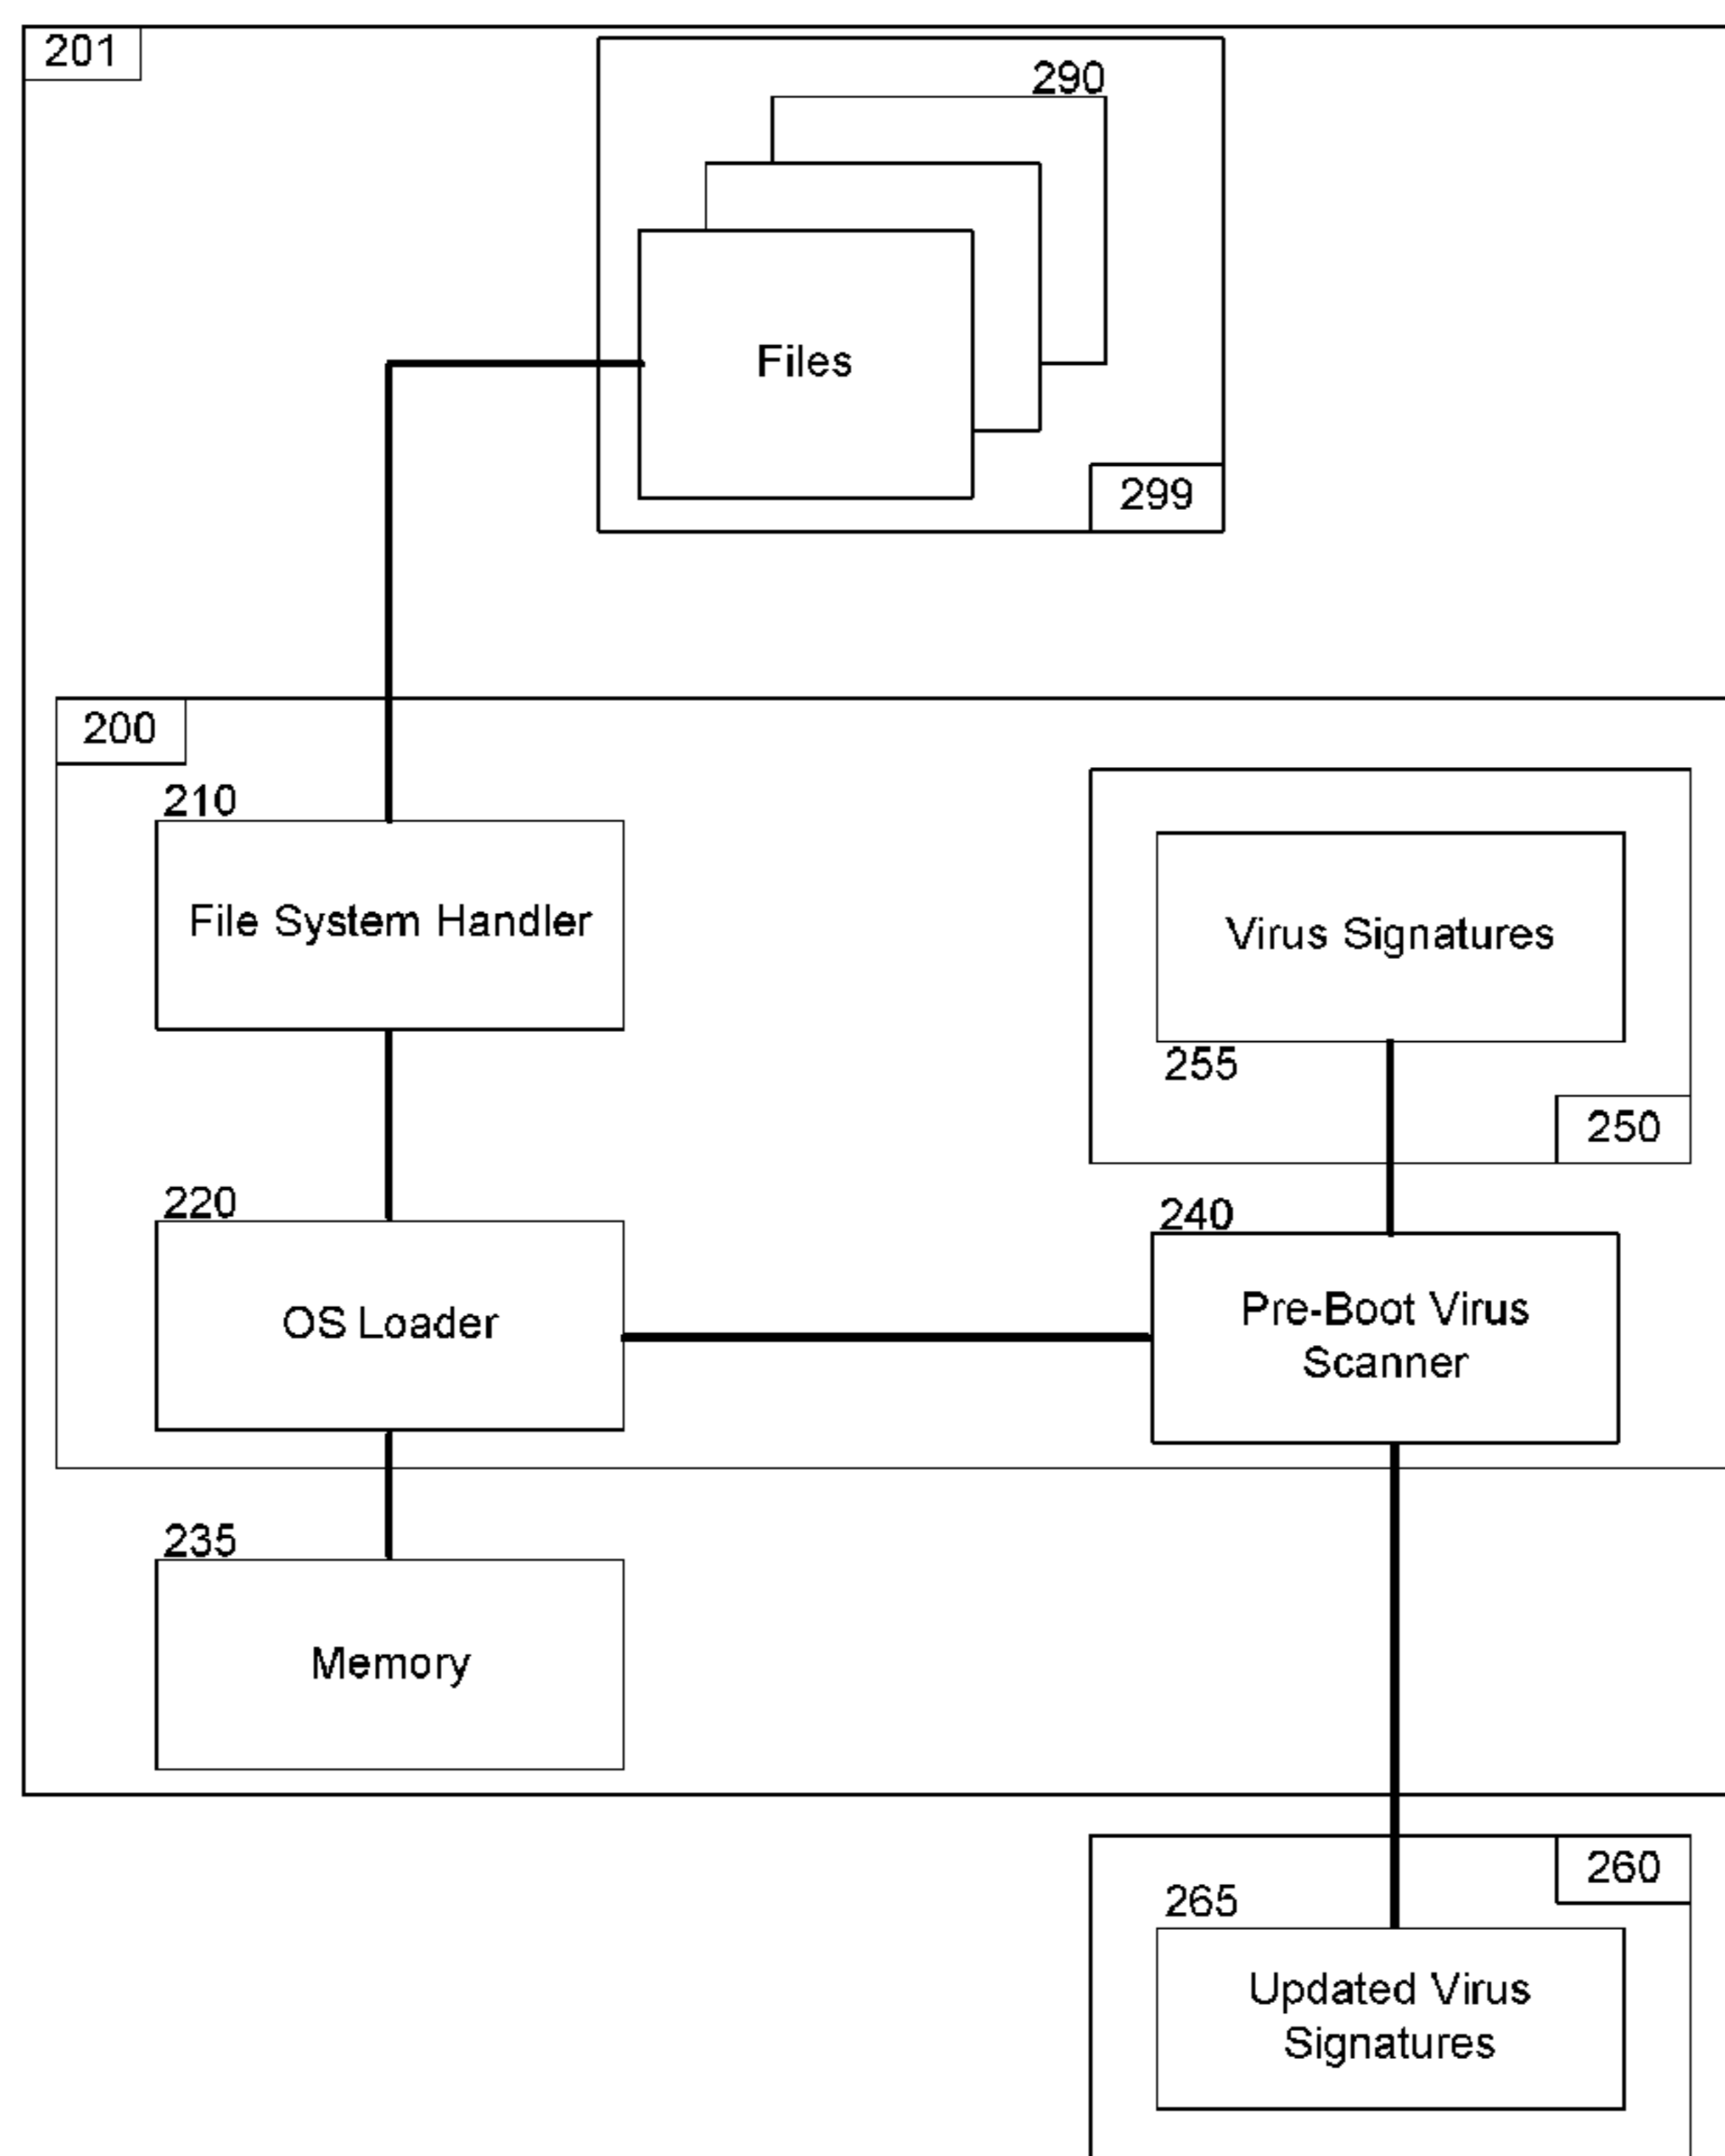 201
290
Files
299
200
210
File System Handler
Virus Signatures
255
250
220
OS Loader
240
Pre-Boot Virus
Scanner
235
Memory
260
265
Updated Virus
Signatures